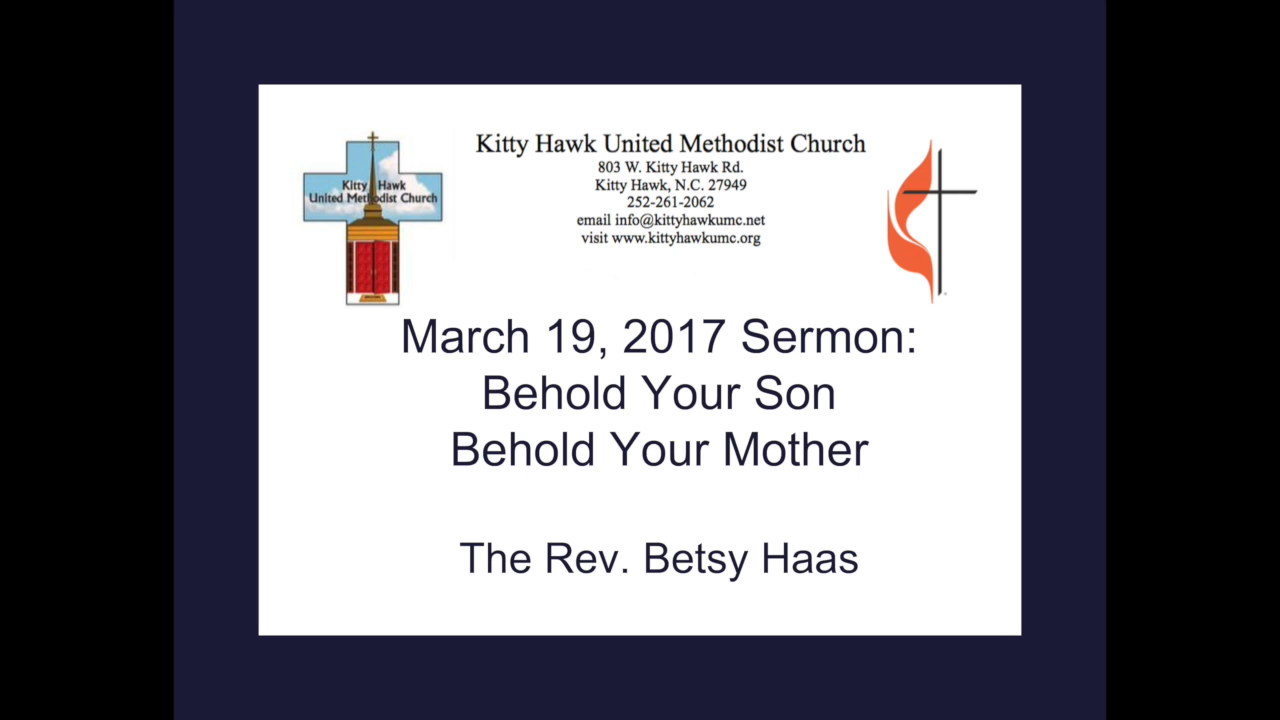 Kitty Hawk United Methodist Church
803 W. Kitty Hawk Rd.
Kitty Hawk, N.C. 27949
252-261-2062
email info@kittyhawkumc.net
visit www.kittyhawkumc.org
Kitty Hawk
United Methodist Church
March 19, 2017 Sermon:
Behold Your Son
Behold Your Mother
The Rev. Betsy Haas